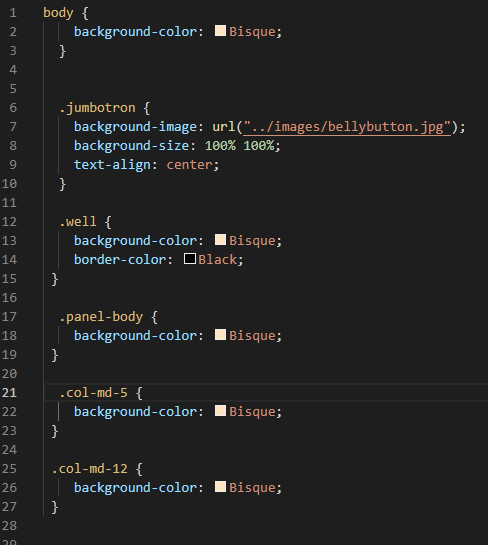 1 body {
2 background-color: Bisque;
3 }
4
5
6 .jumbotron {
7 background-image: url("../images/bellybutton.jpg");
8 background-size: 100% 100%;
9 text-align: center;
10 }
11
12 .well {
13 background-color: Bisque;
14 border-color: Black;
15 }
16
17 .panel-body {
18 background-color: Bisque;
19 }
20
21 .col-md-5 {
22 background-color: Bisque;
23 }
24
25 .col-md-12 {
26 background-color: Bisque;
27 }
28
29